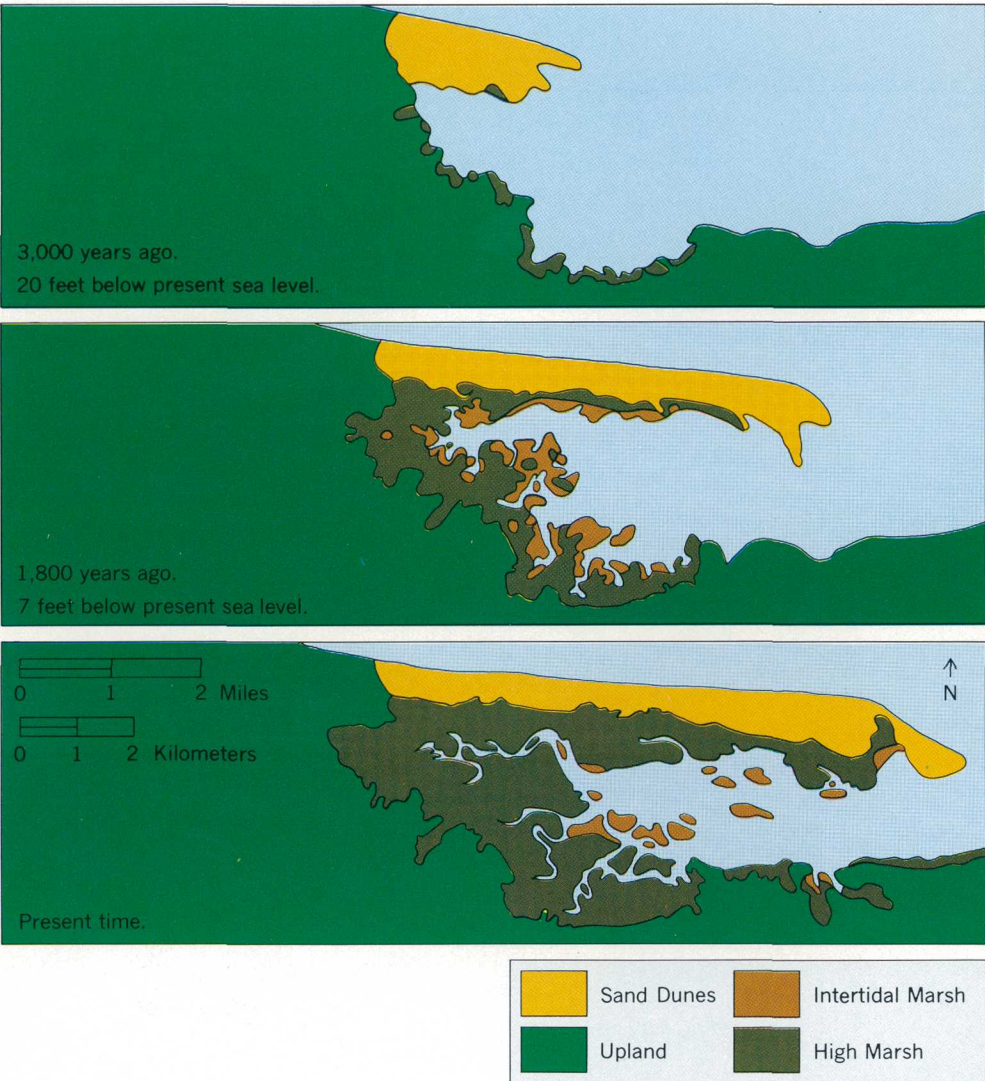 3,000 years ago.
20 feet below present sea level.
1,800 years ago.
7 feet below present sea level.
0 1 2 Miles
0 1 2 Kilometers
N
Present time.
Sand Dunes
Intertidal Marsh
Upland
High Marsh